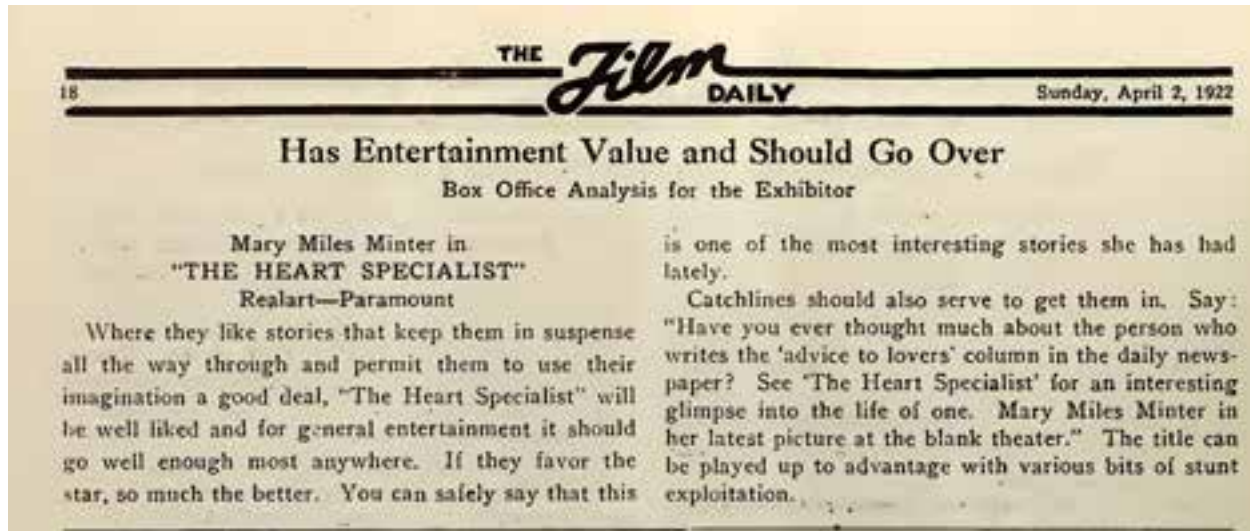 THE Film DAILY
18
Sunday, April 2, 1922
Has Entertainment Value and Should Go Over
Box Office Analysis for the Exhibitor
Mary Miles Minter in
"THE HEART SPECIALIST"
Realart—Paramount
Where they like stories that keep them in suspense
all the way through and permit them to use their
imagination a good deal, "The Heart Specialist" will
be well liked and for general entertainment it should
go well enough most anywhere. If they favor the
star, so much the better. You can safely say that this
is one of the most interesting stories she has had
lately.
Catchlines should also serve to get them in. Say:
"Have you ever thought much about the person who
writes the 'advice to lovers' column in the daily news-
paper? See 'The Heart Specialist' for an interesting
glimpse into the life of one. Mary Miles Minter in
her latest picture at the blank theater." The title can
be played up to advantage with various bits of stunt
exploitation.